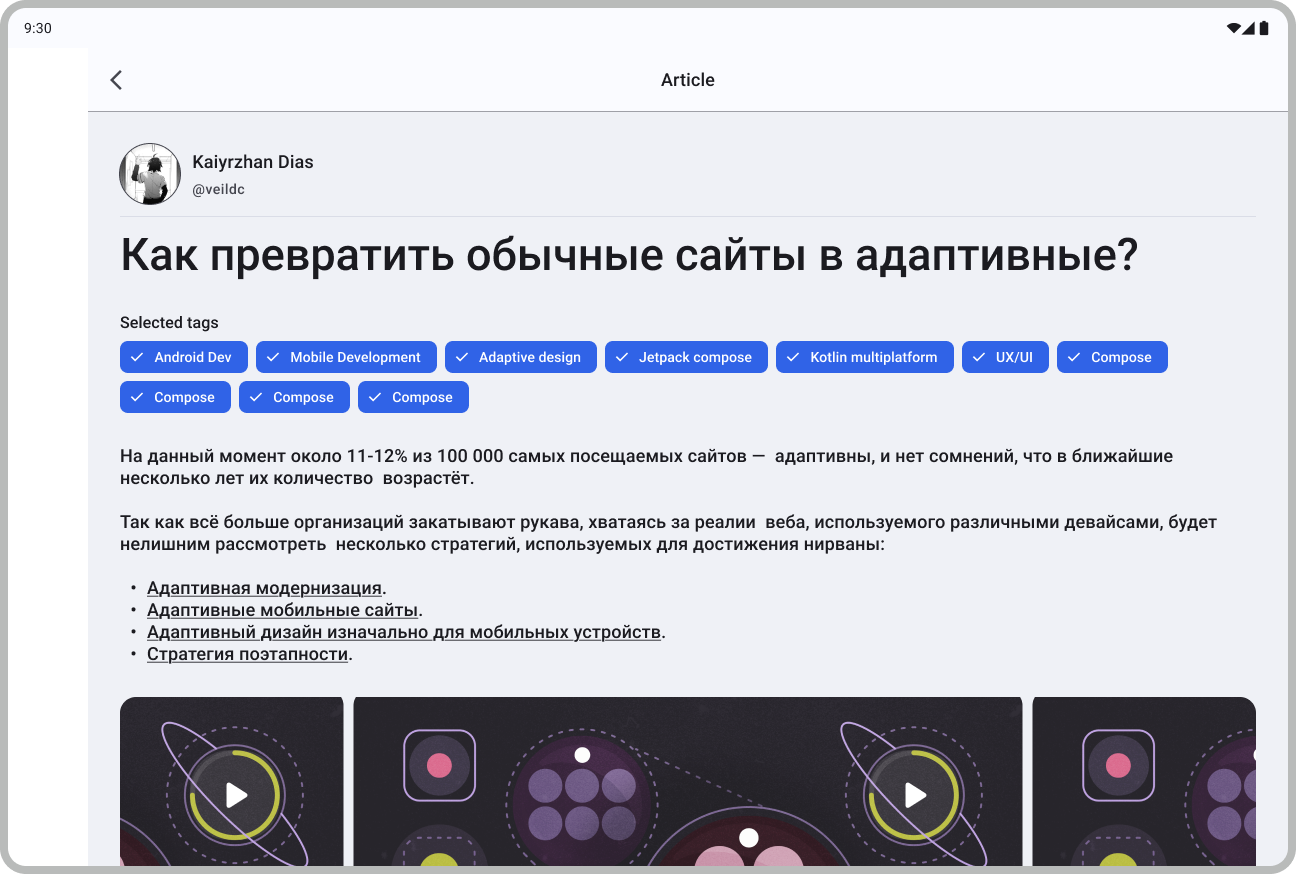 9:30
Article
Kaiyrzhan Dias
@veildc
Как превратить обычные сайты в адаптивные?
Selected tags
Android Dev Mobile Development Adaptive design Jetpack compose Kotlin multiplatform UX/UI Compose
Compose Compose Compose
На данный момент около 11-12% из 100 000 самых посещаемых сайтов —  адаптивны, и нет сомнений, что в ближайшие
несколько лет их количество  возрастёт.
Так как всё больше организаций закатывают рукава, хватаясь за реалии  веба, используемого различными девайсами, будет
нелишним рассмотреть  несколько стратегий, используемых для достижения нирваны:
• Адаптивная модернизация.
• Адаптивные мобильные сайты.
• Адаптивный дизайн изначально для мобильных устройств.
• Стратегия поэтапности.